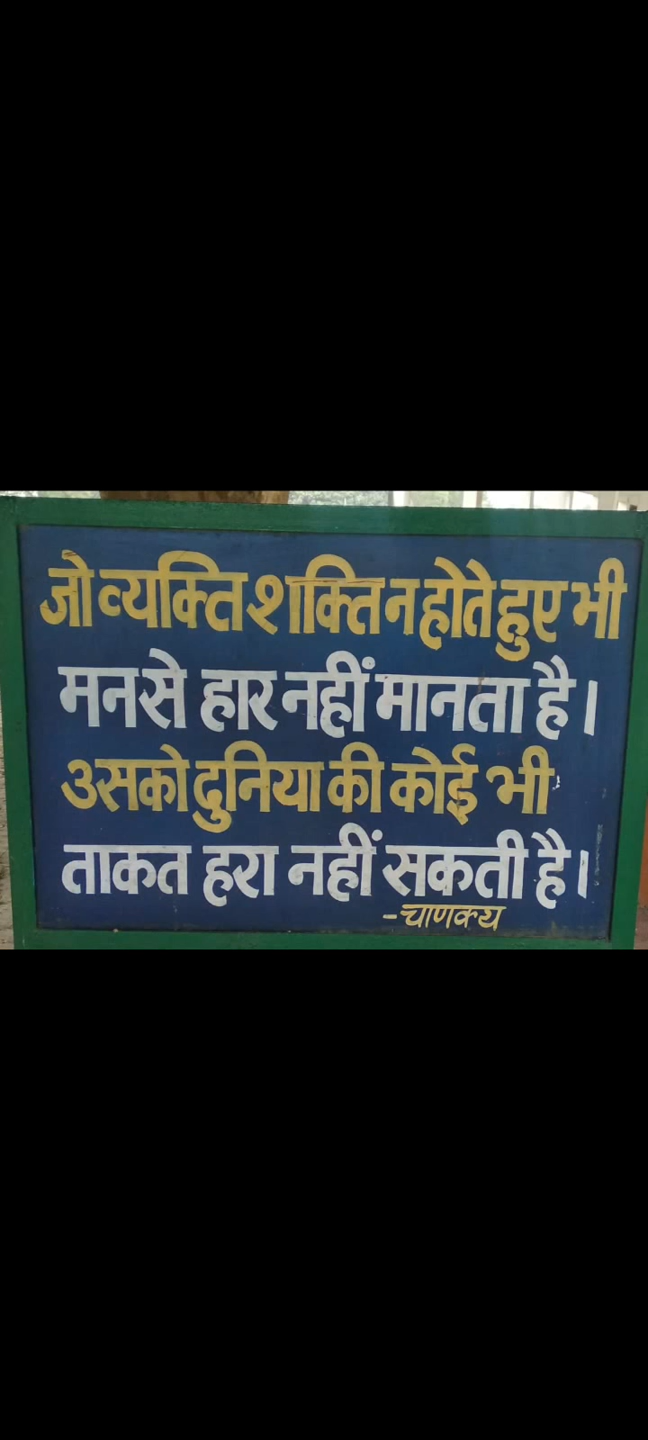 जो व्यक्ति शक्ति न होते हुए भी
मन से हार नहीं मानता है।
उसको दुनिया की कोई भी
ताकत हरा नहीं सकती है।
-चाणक्य